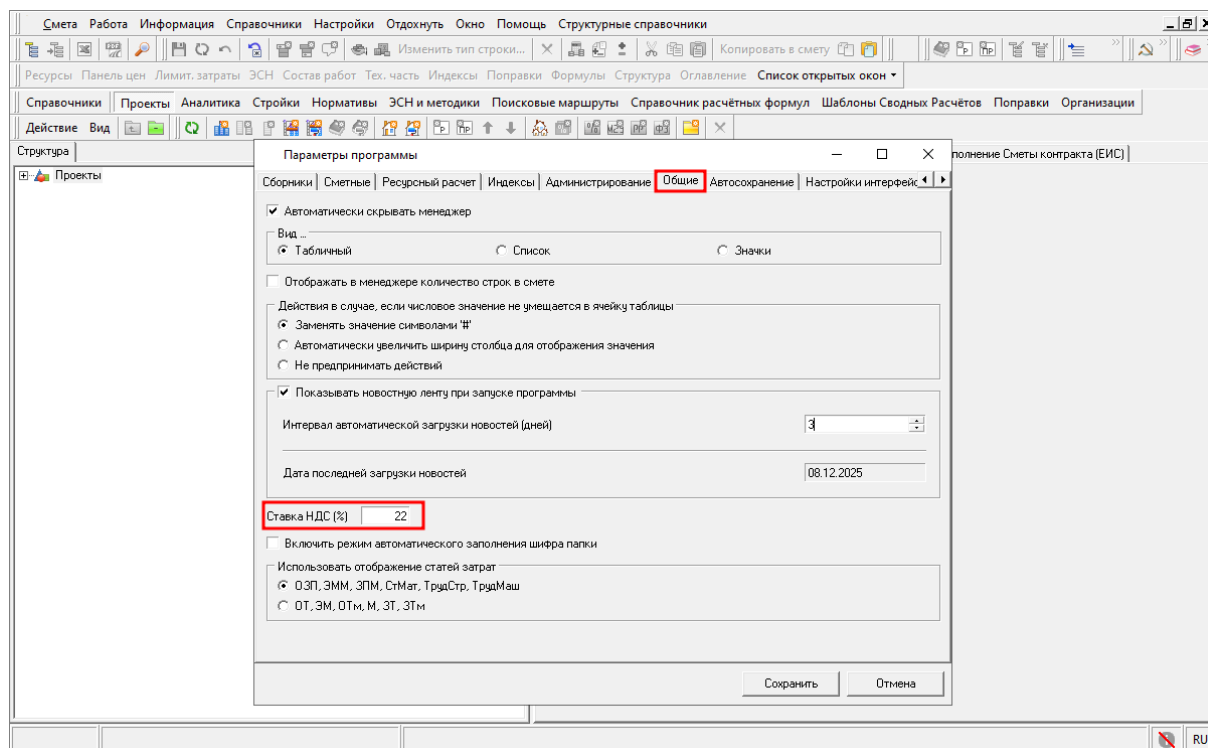 Смета Работа Информация Справочники Настройки Отдохнуть Окно Помощь Структурные справочники
Изменить тип строки... Копировать в смету
Ресурсы Панель цен Лимит. затраты ЭСН Состав работ Тех. часть Индексы Поправки Формулы Структура Оглавление Список открытых окон
Справочники Проекты Аналитика Стройки Нормативы ЭСН и методики Поисковые маршруты Справочник расчётных формул Шаблоны Сводных Расчётов Поправки Организации
Действие Вид
Структура
Параметры программы
полнение Сметы контракта (ЕИС)
Проекты
Сборники Сметные Ресурсный расчет Индексы Администрирование Общие Автосохранение Настройки интерфейс
Автоматически скрывать менеджер
Вид ...
Табличный Список Значки
Отображать в менеджере количество строк в смете
Действия в случае, если числовое значение не умещается в ячейку таблицы
Заменять значение символами '#'
Автоматически увеличить ширину столбца для отображения значения
Не предпринимать действий
Показывать новостную ленту при запуске программы
Интервал автоматической загрузки новостей (дней) 3
Дата последней загрузки новостей 08.12.2025
Ставка НДС (%) 22
Включить режим автоматического заполнения шифра папки
Использовать отображение статей затрат
ОЗП, ЭММ, ЗПМ, СтМат, ТрудСтр, ТрудМаш
ОТ, ЭМ, ОТм, М, ЗТ, ЗТм
Сохранить Отмена
RU